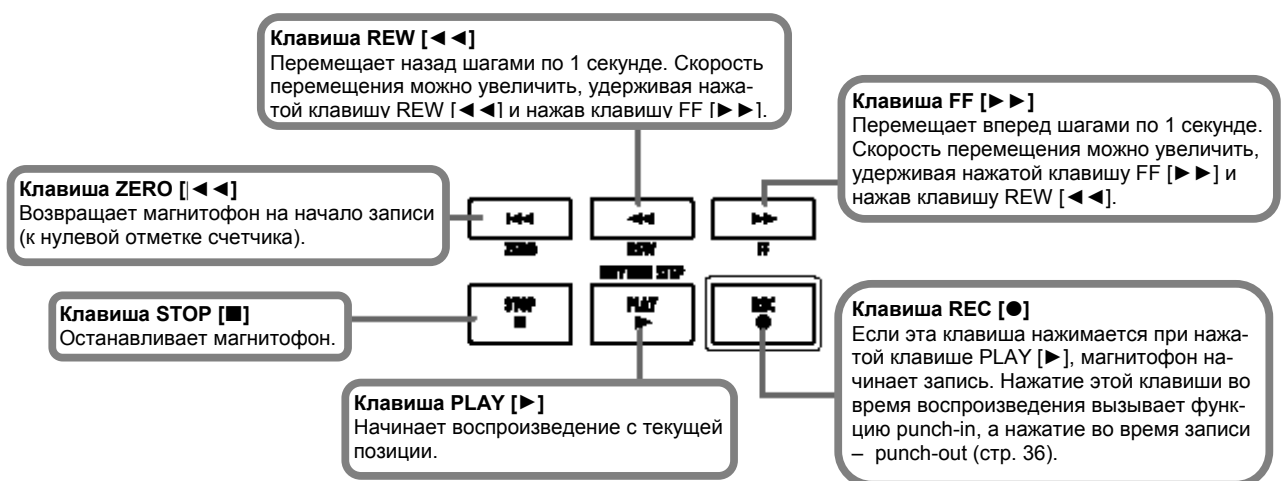 Клавиша REW [◄◄]
Перемещает назад шагами по 1 секунде. Скорость
перемещения можно увеличить, удерживая нажа-
той клавишу REW [◄◄] и нажав клавишу FF [►►].
Клавиша FF [►►]
Перемещает вперед шагами по 1 секунде.
Скорость перемещения можно увеличить,
удерживая нажатой клавишу FF [►►] и
нажав клавишу REW [◄◄].
Клавиша ZERO [|◄◄]
Возвращает магнитофон на начало записи
(к нулевой отметке счетчика).
ZERO
REW
FF
Клавиша STOP [■]
Останавливает магнитофон.
STOP
■
PLAY
►
REC
●
Клавиша PLAY [►]
Начинает воспроизведение с текущей
позиции.
Клавиша REC [●]
Если эта клавиша нажимается при нажа-
той клавише PLAY [►], магнитофон на-
чинает запись. Нажатие этой клавиши во
время воспроизведения вызывает функ-
цию punch-in, а нажатие во время записи
– punch-out (стр. 36).